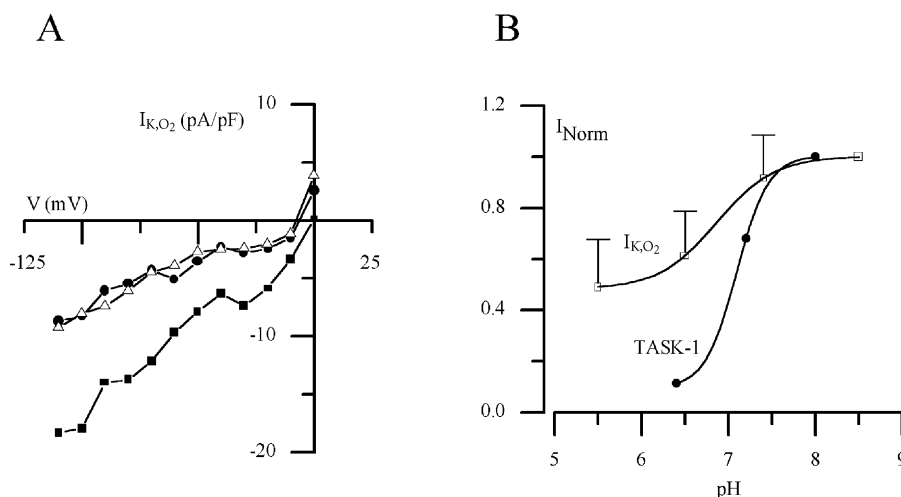 A
B
10
I_K,O₂ (pA/pF)
V (mV)
-125
25
-10
-20
1.2
I_Norm
0.8
I_K,O₂
0.4
TASK-1
0.0
5
6
7
8
9
pH